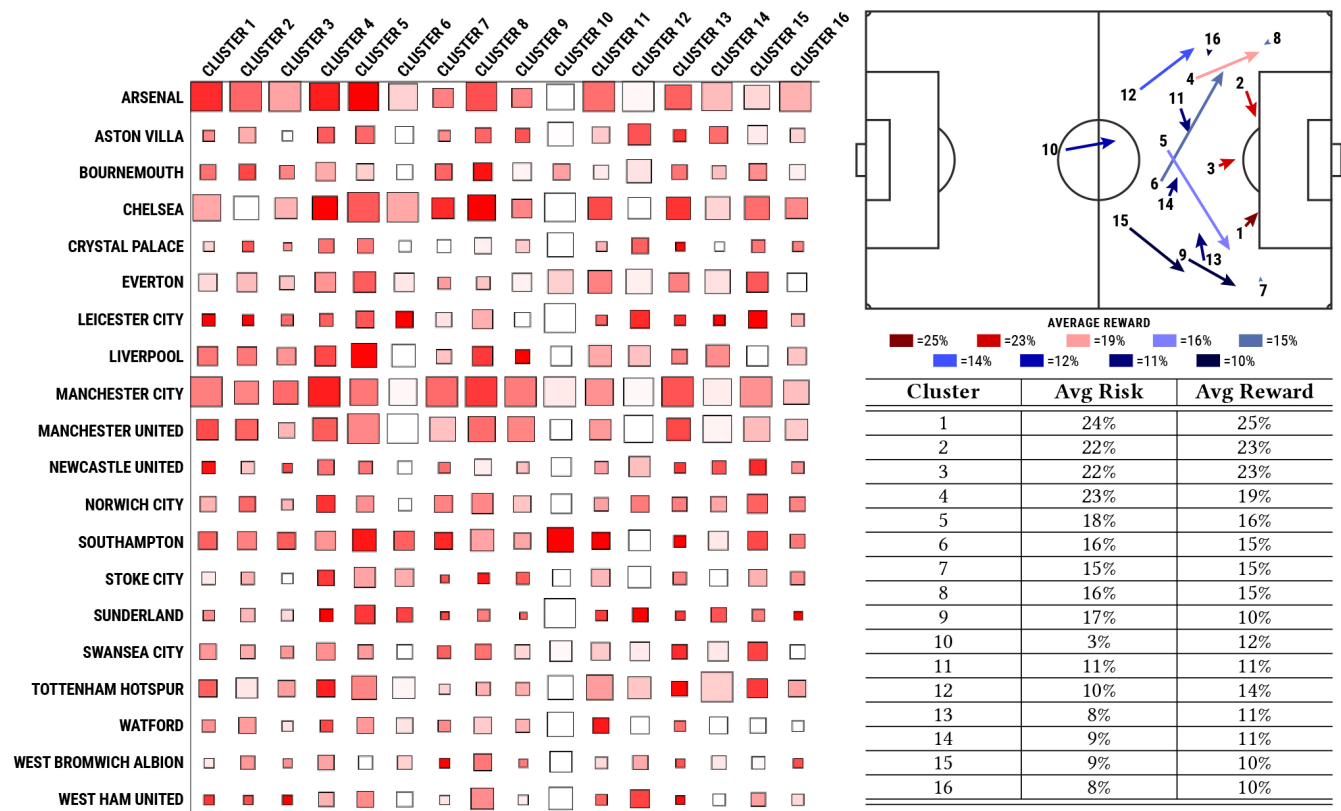 CLUSTER 1
CLUSTER 2
CLUSTER 3
CLUSTER 4
CLUSTER 5
CLUSTER 6
CLUSTER 7
CLUSTER 8
CLUSTER 9
CLUSTER 10
CLUSTER 11
CLUSTER 12
CLUSTER 13
CLUSTER 14
CLUSTER 15
CLUSTER 16
ARSENAL
ASTON VILLA
BOURNEMOUTH
CHELSEA
CRYSTAL PALACE
EVERTON
LEICESTER CITY
LIVERPOOL
MANCHESTER CITY
MANCHESTER UNITED
NEWCASTLE UNITED
NORWICH CITY
SOUTHAMPTON
STOKE CITY
SUNDERLAND
SWANSEA CITY
TOTTENHAM HOTSPUR
WATFORD
WEST BROMWICH ALBION
WEST HAM UNITED
16
8
4
2
12
11
5
10
3
6
14
15
1
9
13
7
AVERAGE REWARD
=25% =23% =19% =16% =15%
=14% =12% =11% =10%
Cluster Avg Risk Avg Reward
1 24% 25%
2 22% 23%
3 22% 23%
4 23% 19%
5 18% 16%
6 16% 15%
7 15% 15%
8 16% 15%
9 17% 10%
10 3% 12%
11 11% 11%
12 10% 14%
13 8% 11%
14 9% 11%
15 9% 10%
16 8% 10%